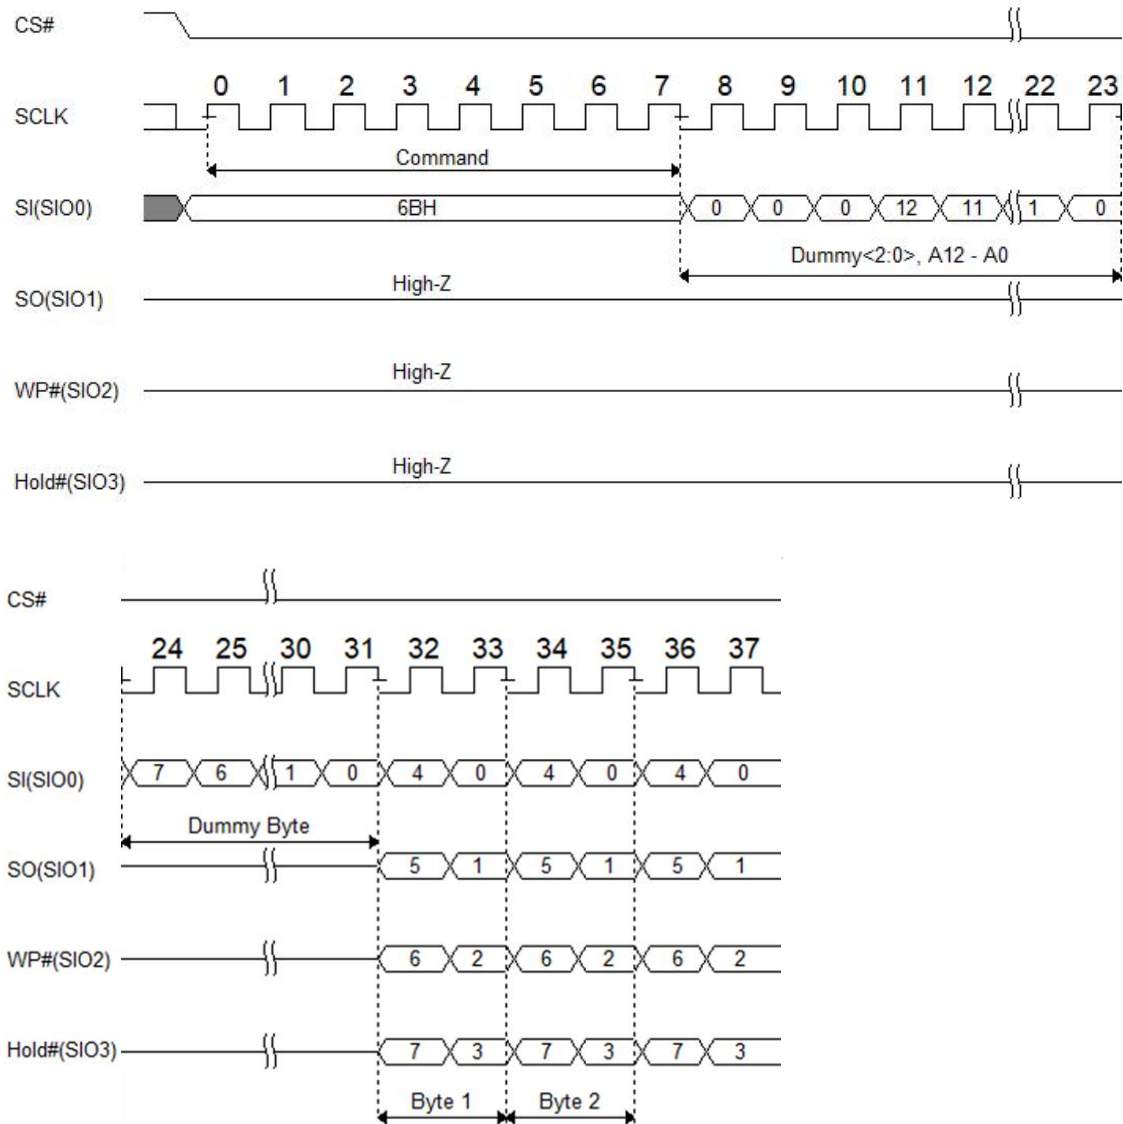 CS#
0 1 2 3 4 5 6 7 8 9 10 11 12 22 23
SCLK
Command
SI(SIO0) 6BH 0 0 0 12 11 1 0
Dummy<2:0>, A12 - A0
SO(SIO1) High-Z
WP#(SIO2) High-Z
Hold#(SIO3) High-Z
CS#
24 25 30 31 32 33 34 35 36 37
SCLK
SI(SIO0) 7 6 1 0 4 0 4 0 4 0
Dummy Byte
SO(SIO1) 5 1 5 1 5 1
WP#(SIO2) 6 2 6 2 6 2
Hold#(SIO3) 7 3 7 3 7 3
Byte 1 Byte 2